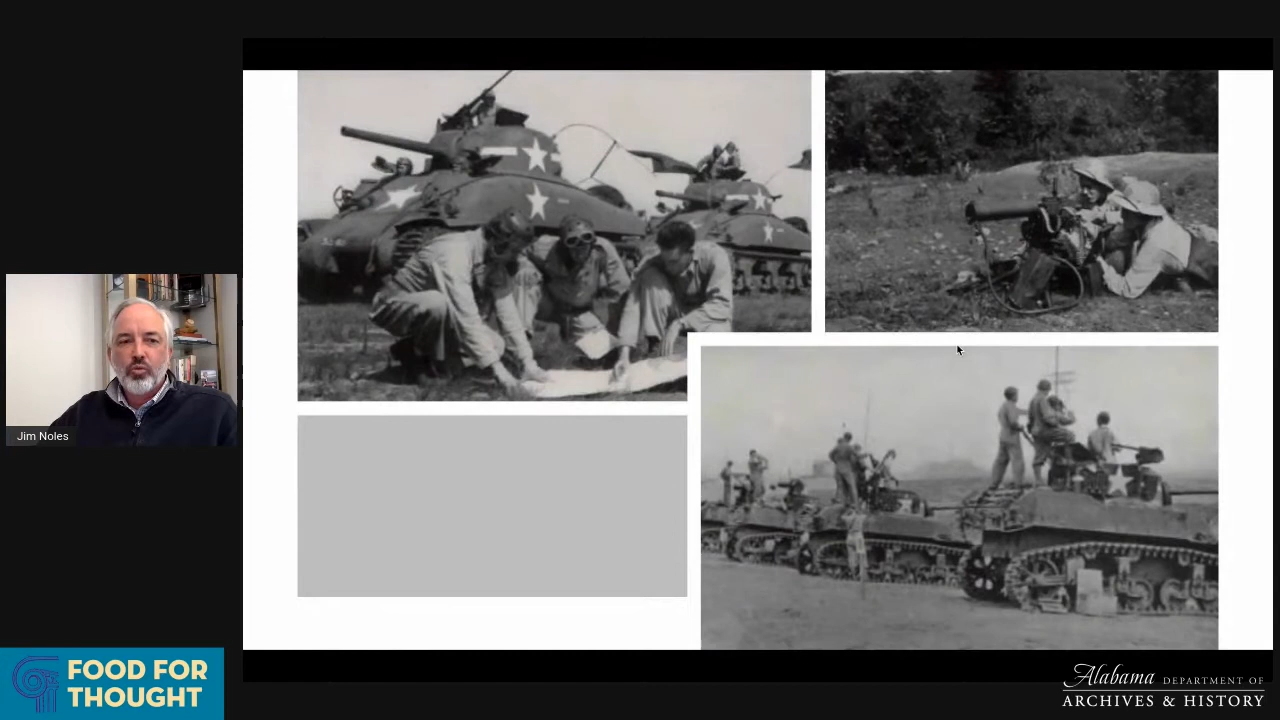 Jim Noles
FOOD FOR
THOUGHT
Alabama DEPARTMENT OF
ARCHIVES & HISTORY